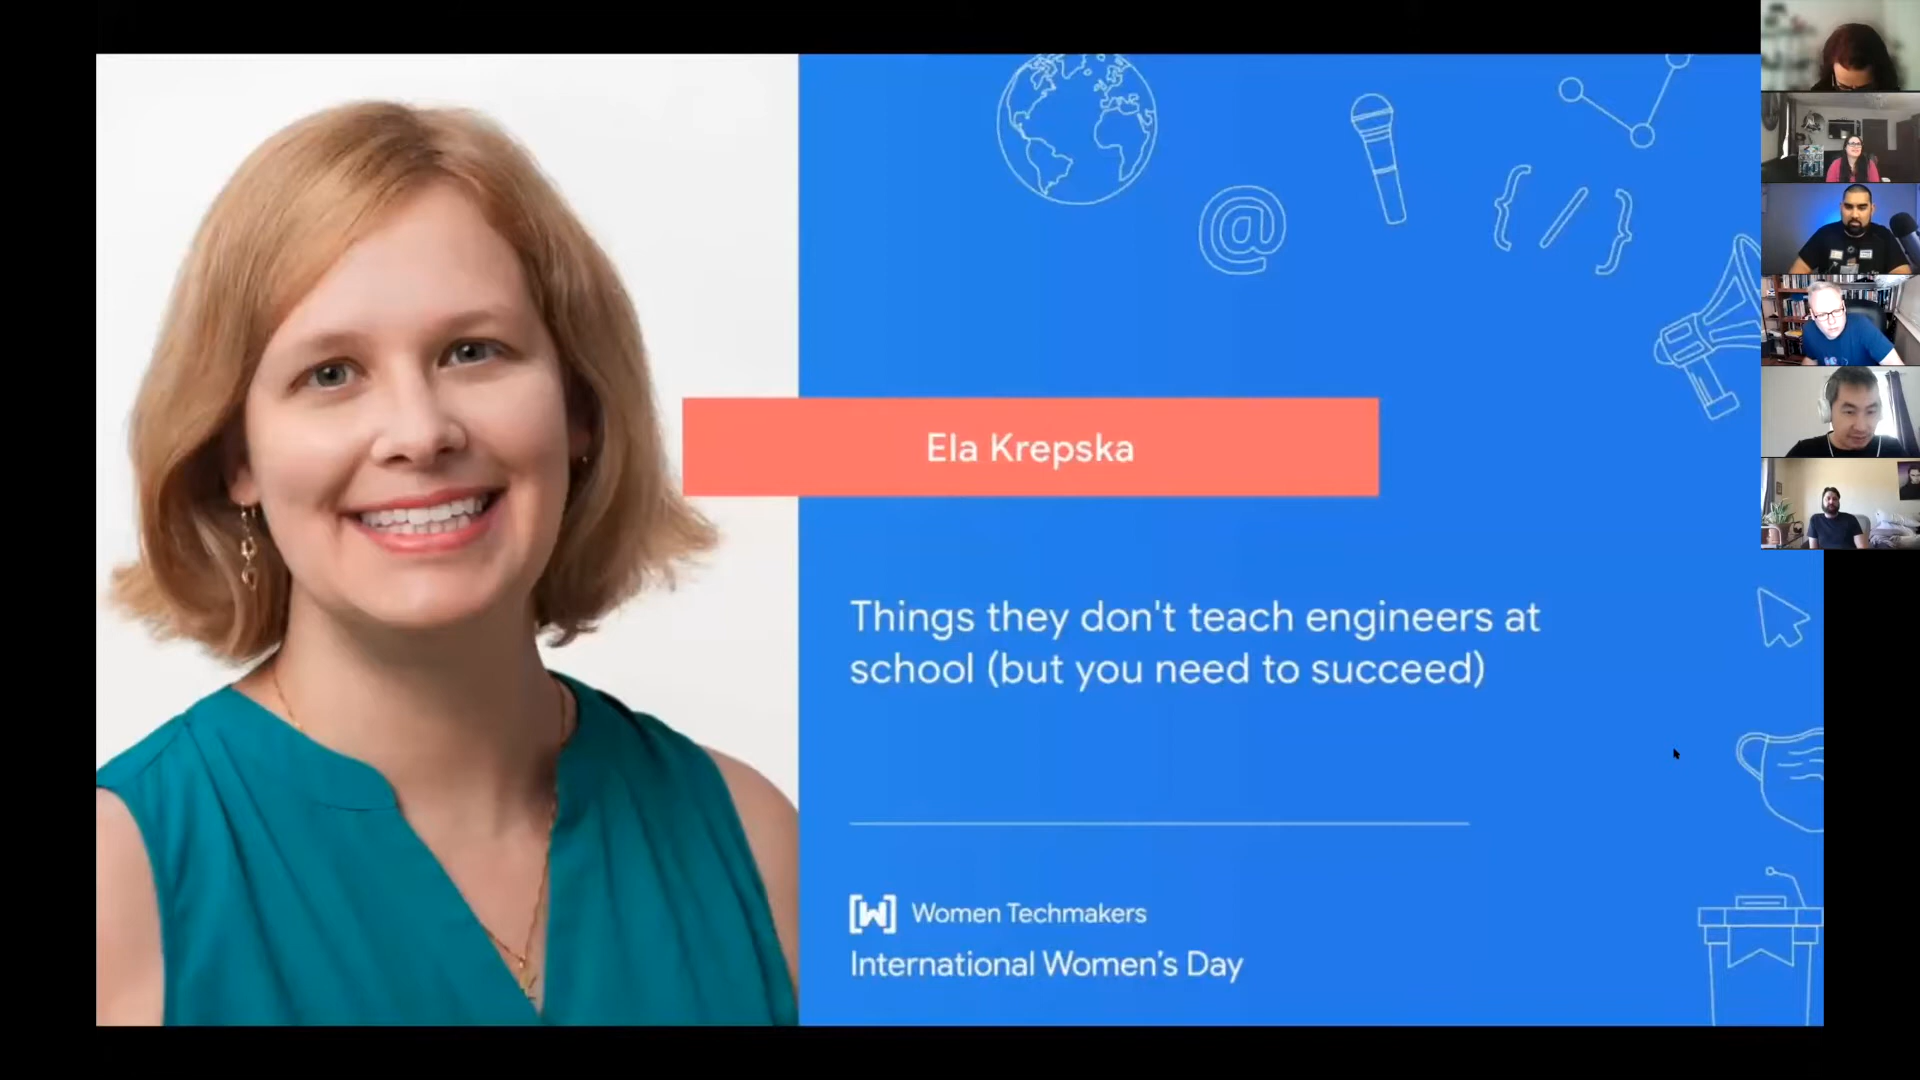 Ela Krepska
Things they don't teach engineers at
school (but you need to succeed)
[W] Women Techmakers
International Women's Day